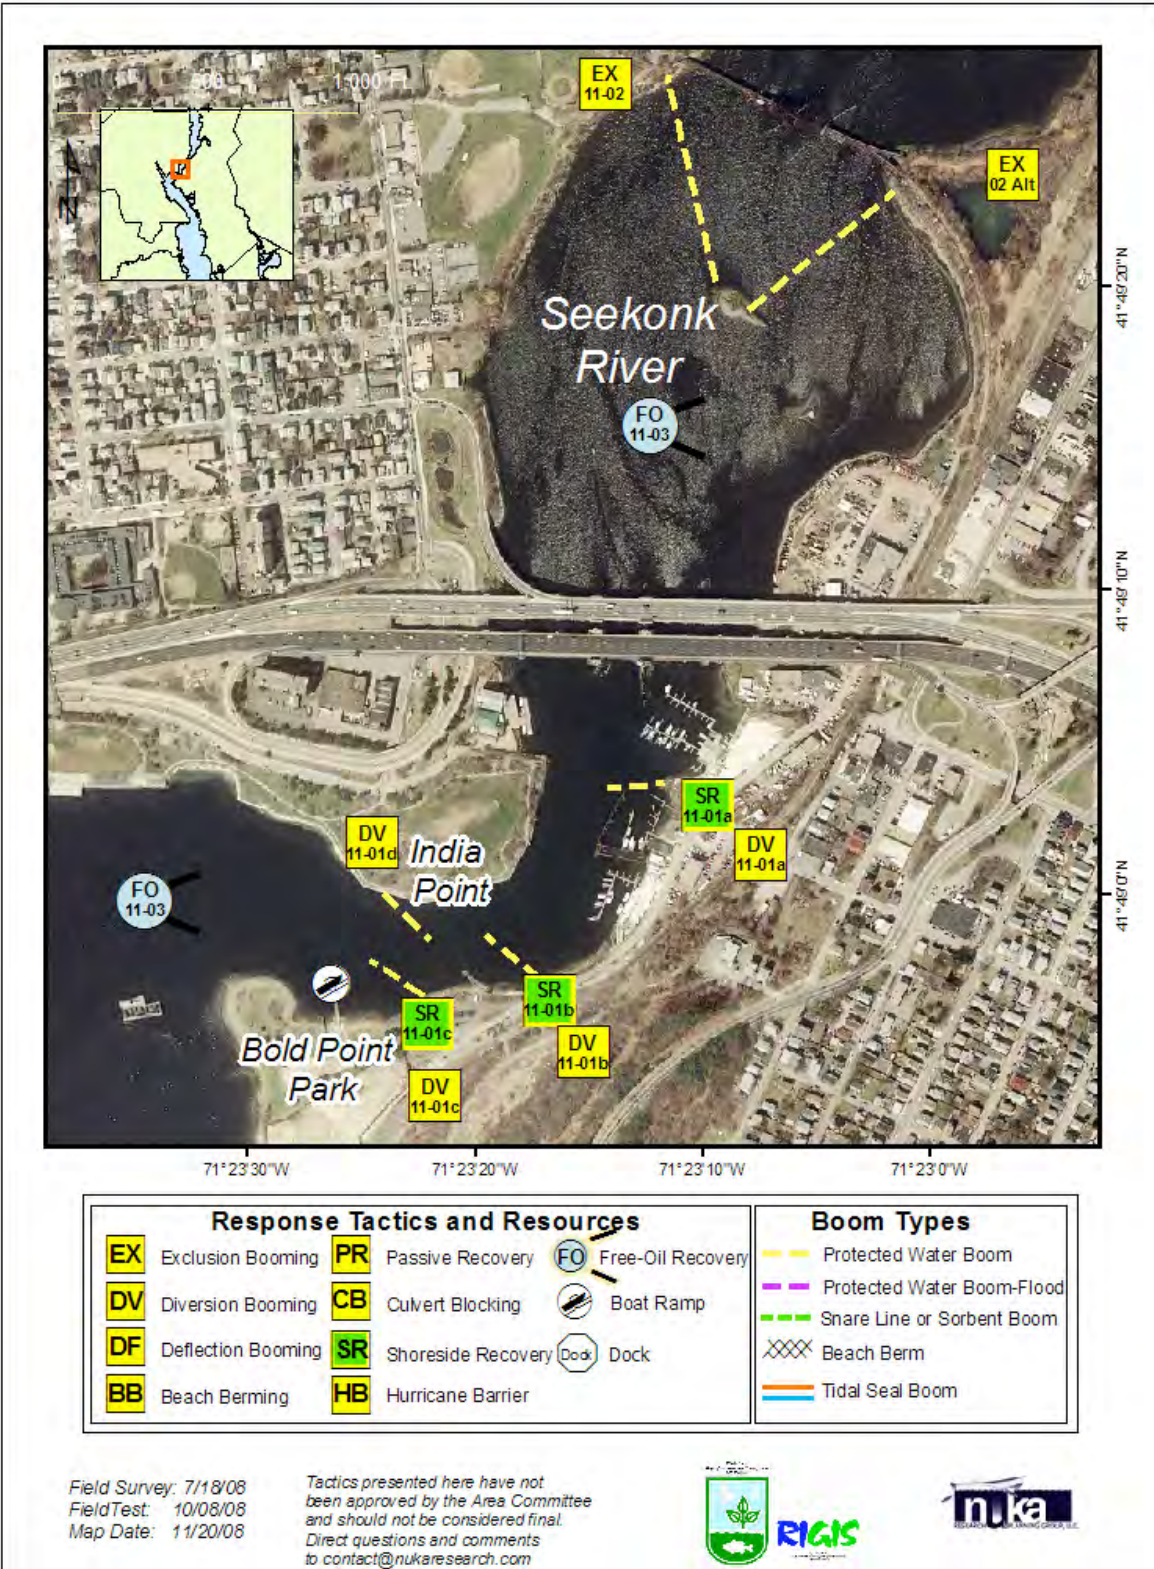 0 500 1,000 Ft.
EX
11-02
EX
02 Alt
N
Seekonk
River
FO
11-03
41°49'20"N
41°49'10"N
41°49'0"N
SR
11-01a
DV
11-01a
DV
11-01d
India
Point
FO
11-03
SR
11-01b
DV
11-01b
SR
11-01c
DV
11-01c
Bold Point
Park
71°23'30"W 71°23'20"W 71°23'10"W 71°23'0"W
Response Tactics and Resources
EX Exclusion Booming
DV Diversion Booming
DF Deflection Booming
BB Beach Berming
PR Passive Recovery
CB Culvert Blocking
SR Shoreside Recovery
HB Hurricane Barrier
FO Free-Oil Recovery
Boat Ramp
Dock Dock
Boom Types
Protected Water Boom
Protected Water Boom-Flood
Snare Line or Sorbent Boom
Beach Berm
Tidal Seal Boom
Field Survey: 7/18/08
FieldTest: 10/08/08
Map Date: 11/20/08
Tactics presented here have not
been approved by the Area Committee
and should not be considered final.
Direct questions and comments
to contact@nukaresearch.com
RIGIS
nuka